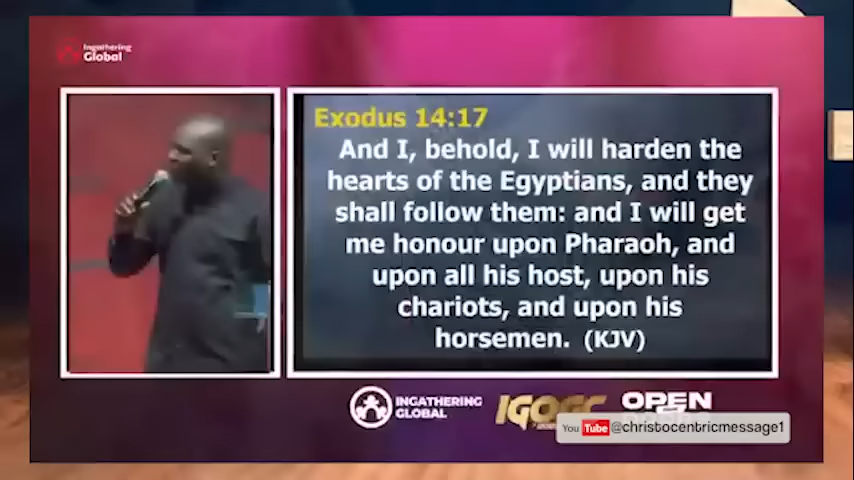 Ingathering
Global
Exodus 14:17
And I, behold, I will harden the
hearts of the Egyptians, and they
shall follow them: and I will get
me honour upon Pharaoh, and
upon all his host, upon his
chariots, and upon his
horsemen. (KJV)
INGATHERING
GLOBAL
IGOGC
OPEN
You Tube @christocentricmessage1